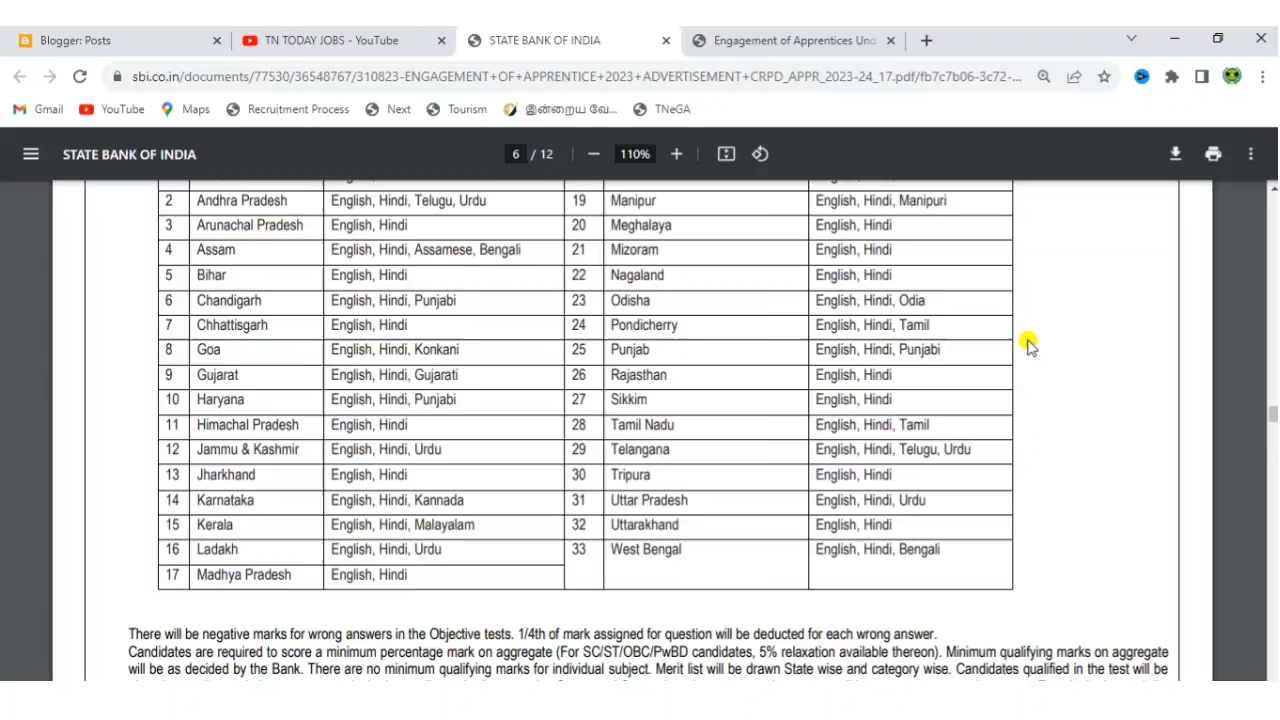 Blogger: Posts
TN TODAY JOBS - YouTube
STATE BANK OF INDIA
Engagement of Apprentices Und
sbi.co.in/documents/77530/36548767/310823-ENGAGEMENT+OF+APPRENTICE+2023+ADVERTISEMENT+CRPD_APPR_2023-24_17.pdf/fb7c7b06-3c72-...
Gmail YouTube Maps Recruitment Process Next Tourism இன்றைய வே... TNeGA
STATE BANK OF INDIA 6 / 12 110%
2 Andhra Pradesh English, Hindi, Telugu, Urdu 19 Manipur English, Hindi, Manipuri
3 Arunachal Pradesh English, Hindi 20 Meghalaya English, Hindi
4 Assam English, Hindi, Assamese, Bengali 21 Mizoram English, Hindi
5 Bihar English, Hindi 22 Nagaland English, Hindi
6 Chandigarh English, Hindi, Punjabi 23 Odisha English, Hindi, Odia
7 Chhattisgarh English, Hindi 24 Pondicherry English, Hindi, Tamil
8 Goa English, Hindi, Konkani 25 Punjab English, Hindi, Punjabi
9 Gujarat English, Hindi, Gujarati 26 Rajasthan English, Hindi
10 Haryana English, Hindi, Punjabi 27 Sikkim English, Hindi
11 Himachal Pradesh English, Hindi 28 Tamil Nadu English, Hindi, Tamil
12 Jammu & Kashmir English, Hindi, Urdu 29 Telangana English, Hindi, Telugu, Urdu
13 Jharkhand English, Hindi 30 Tripura English, Hindi
14 Karnataka English, Hindi, Kannada 31 Uttar Pradesh English, Hindi, Urdu
15 Kerala English, Hindi, Malayalam 32 Uttarakhand English, Hindi
16 Ladakh English, Hindi, Urdu 33 West Bengal English, Hindi, Bengali
17 Madhya Pradesh English, Hindi
There will be negative marks for wrong answers in the Objective tests. 1/4th of mark assigned for question will be deducted for each wrong answer.
Candidates are required to score a minimum percentage mark on aggregate (For SC/ST/OBC/PwBD candidates, 5% relaxation available thereon). Minimum qualifying marks on aggregate
will be as decided by the Bank. There are no minimum qualifying marks for individual subject. Merit list will be drawn State wise and category wise. Candidates qualified in the test will be